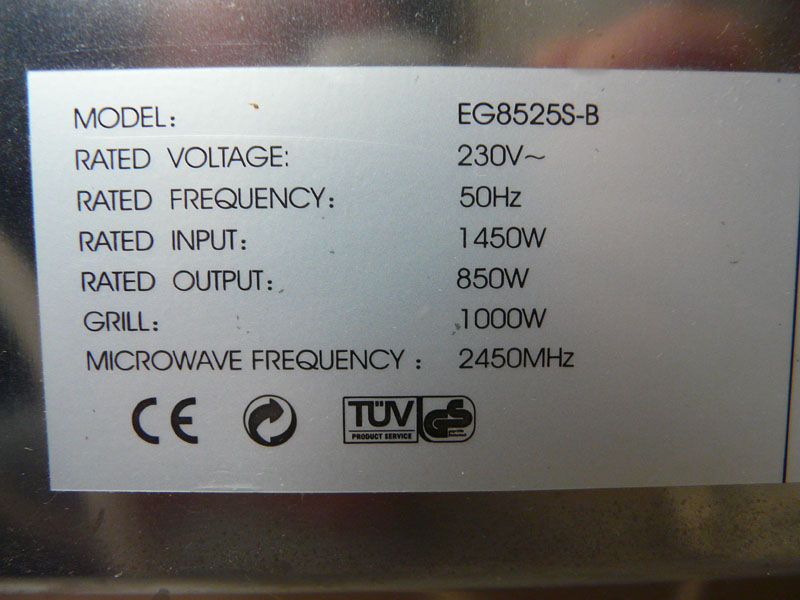 MODEL: EG8525S-B
RATED VOLTAGE: 230V~
RATED FREQUENCY: 50Hz
RATED INPUT: 1450W
RATED OUTPUT: 850W
GRILL: 1000W
MICROWAVE FREQUENCY : 2450MHz
CE TÜV GS
PRODUCT SERVICE